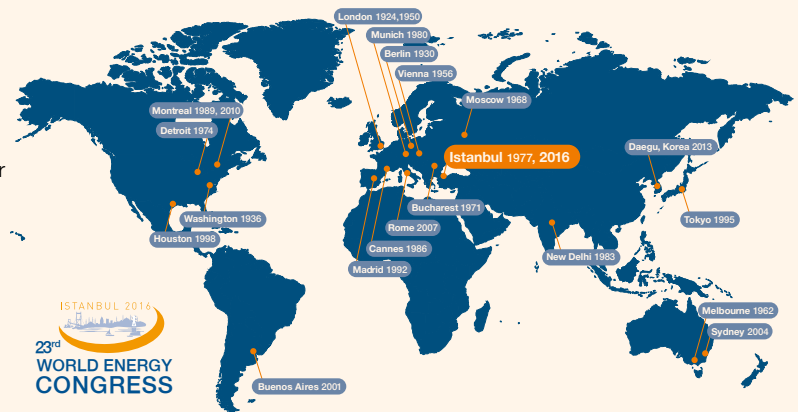 London 1924,1950
Munich 1980
Berlin 1930
Vienna 1956
Moscow 1968
Montreal 1989, 2010
Detroit 1974
Daegu, Korea 2013
Istanbul 1977, 2016
r
Bucharest 1971
Washington 1936
Tokyo 1995
Rome 2007
Houston 1998
Cannes 1986
New Delhi 1983
Madrid 1992
ISTANBUL 2016
Melbourne 1962
Sydney 2004
23rd
WORLD ENERGY
CONGRESS
Buenos Aires 2001